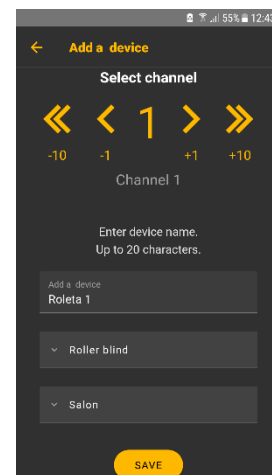 55% 12:43
Add a device
Select channel
1
-10 -1 +1 +10
Channel 1
Enter device name.
Up to 20 characters.
Add a device
Roleta 1
Roller blind
Salon
SAVE